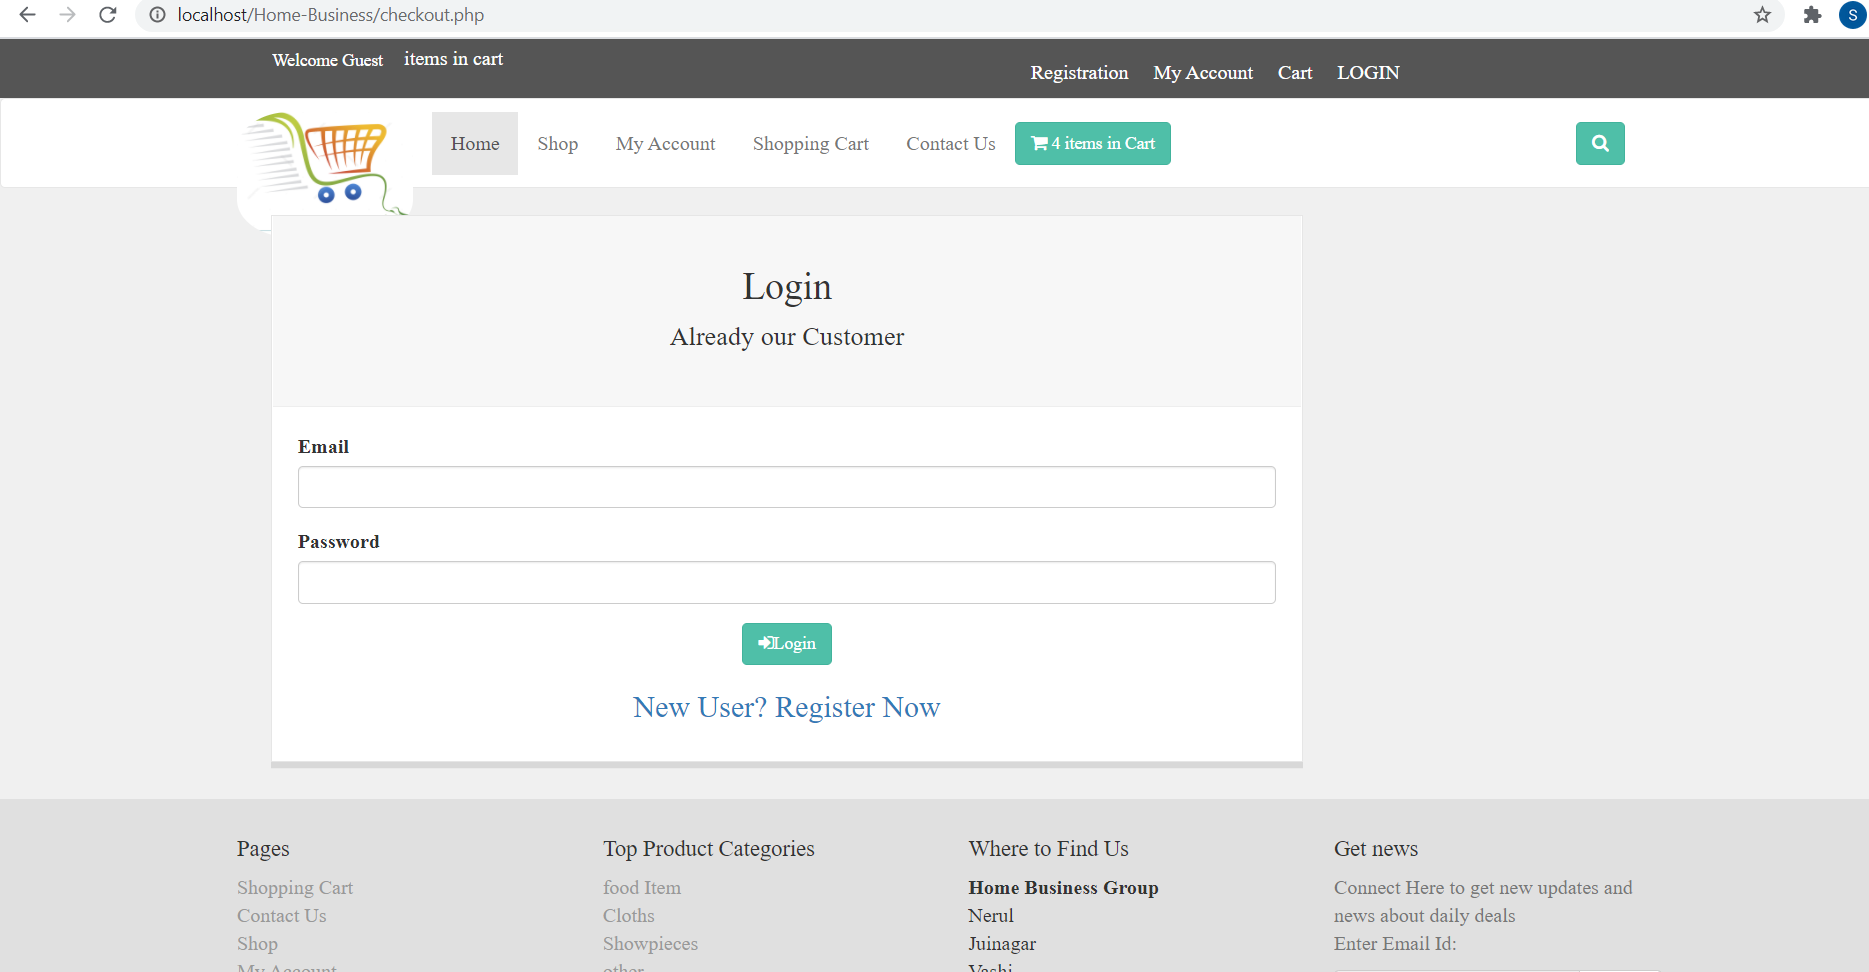 localhost/Home-Business/checkout.php
S
Welcome Guest items in cart
Registration My Account Cart LOGIN
Home Shop My Account Shopping Cart Contact Us 4 items in Cart
Login
Already our Customer
Email
Password
Login
New User? Register Now
Pages
Shopping Cart
Contact Us
Shop
My Account
Top Product Categories
food Item
Cloths
Showpieces
other
Where to Find Us
Home Business Group
Nerul
Juinagar
Vashi
Get news
Connect Here to get new updates and
news about daily deals
Enter Email Id: